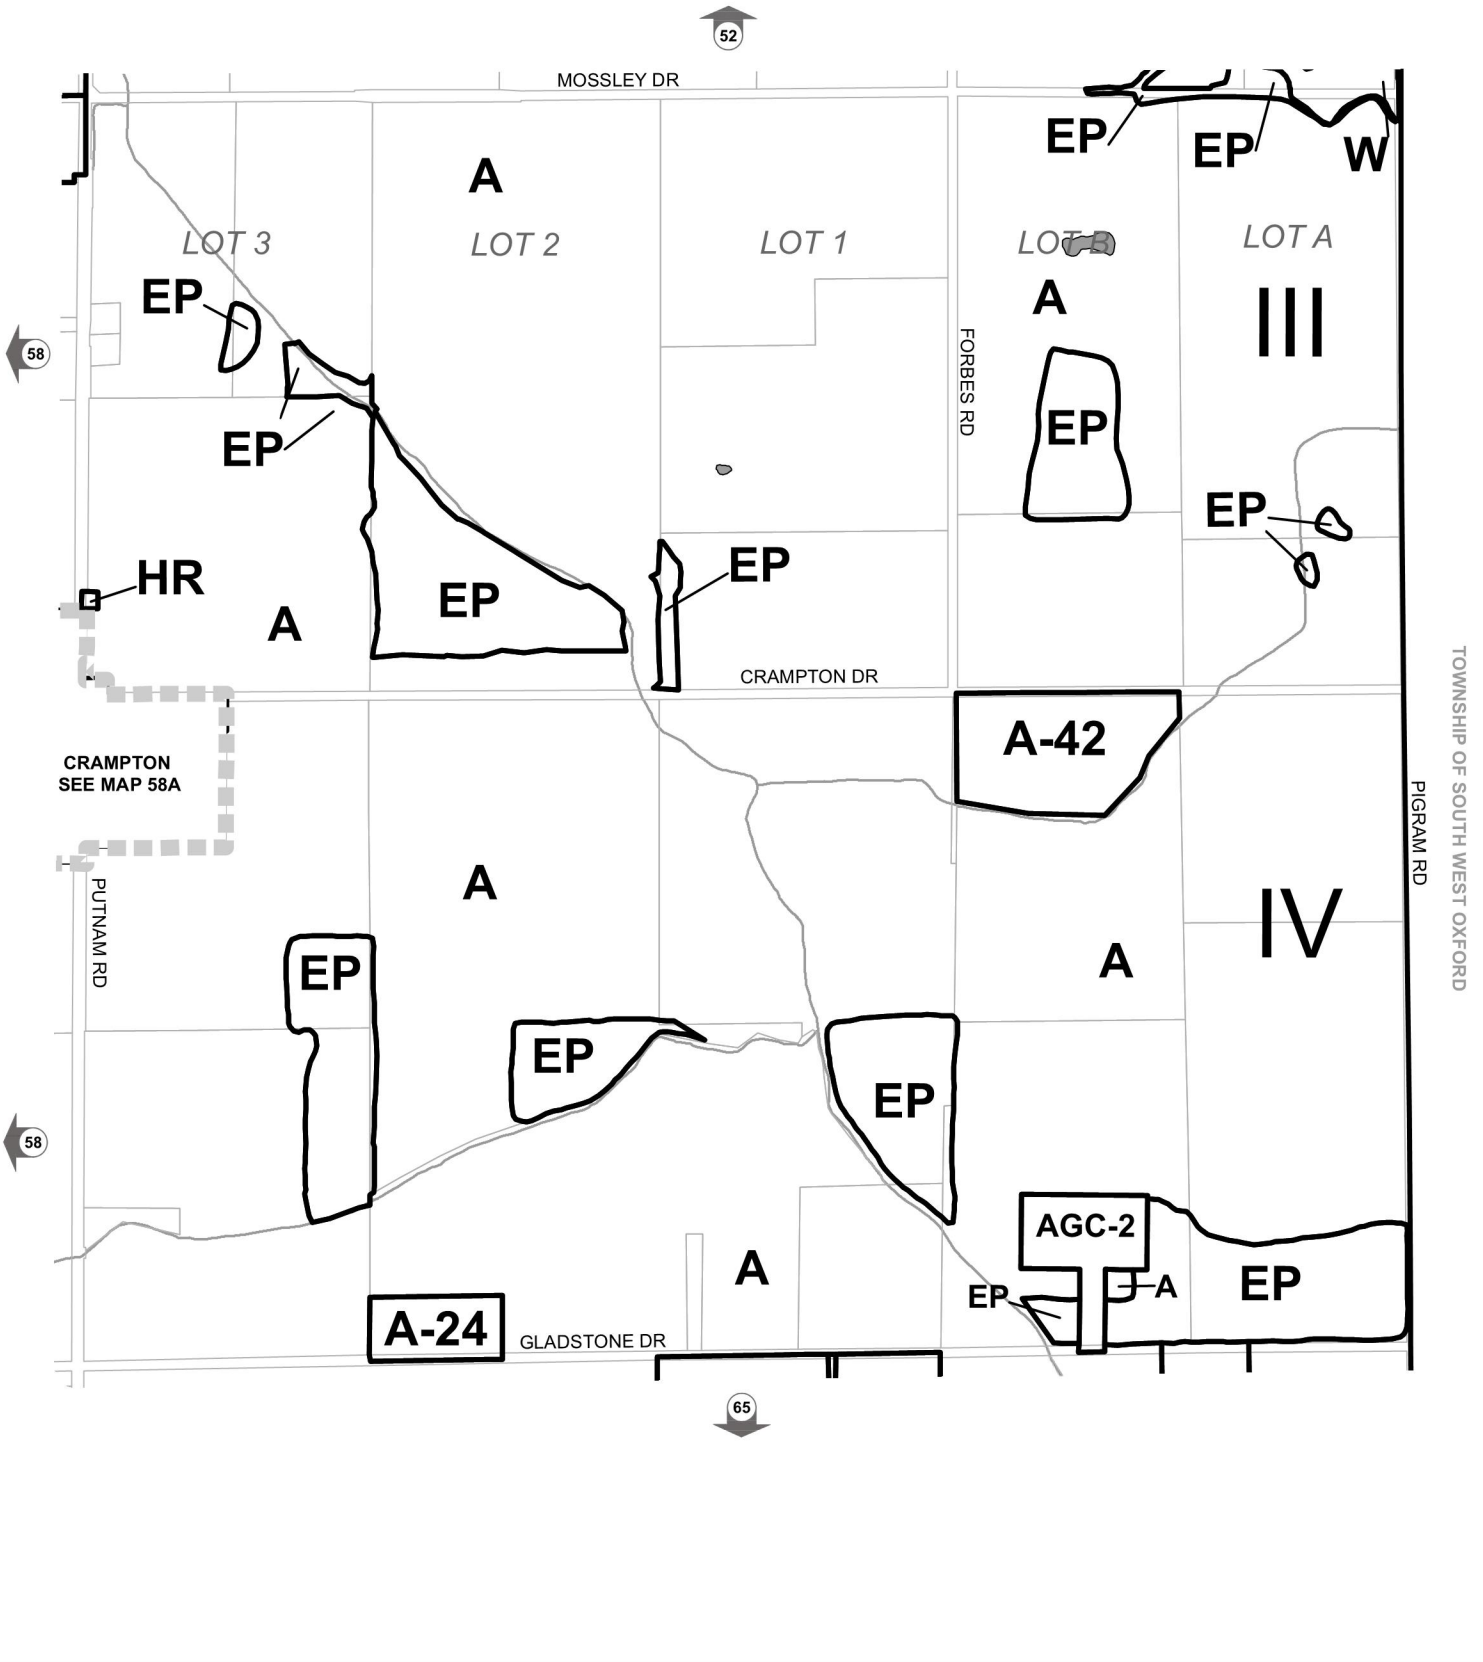 52
MOSSLEY DR
EP
EP
W
A
LOT 3
LOT 2
LOT 1
LOT B
LOT A
EP
A
III
58
FORBES RD
EP
EP
EP
EP
HR
EP
A
EP
CRAMPTON DR
TOWNSHIP OF SOUTH WEST OXFORD
A-42
CRAMPTON
SEE MAP 58A
PIGRAM RD
A
PUTNAM RD
IV
A
EP
EP
EP
58
AGC-2
A
EP
A
EP
A-24
GLADSTONE DR
65